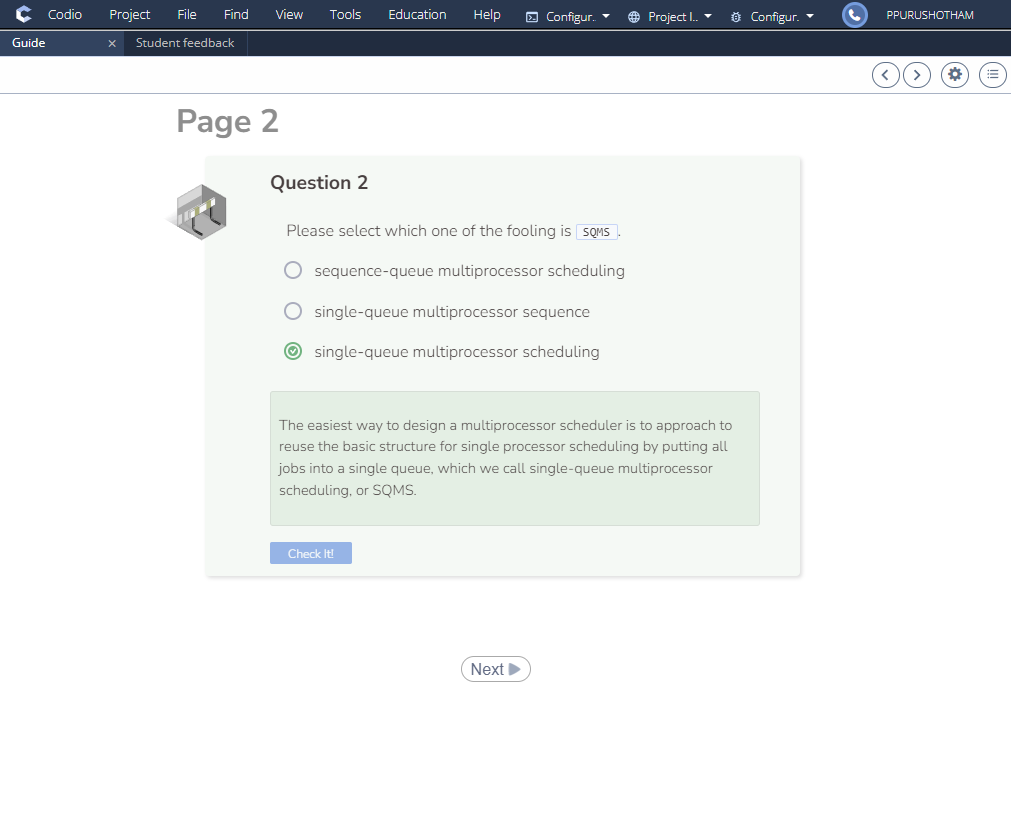 Codio Project File Find View Tools Education Help Configur. Project I.. Configur. PPURUSHOTHAM
Guide × Student feedback
Page 2
Question 2
Please select which one of the fooling is SQMS.
sequence-queue multiprocessor scheduling
single-queue multiprocessor sequence
single-queue multiprocessor scheduling
The easiest way to design a multiprocessor scheduler is to approach to
reuse the basic structure for single processor scheduling by putting all
jobs into a single queue, which we call single-queue multiprocessor
scheduling, or SQMS.
Check It!
Next